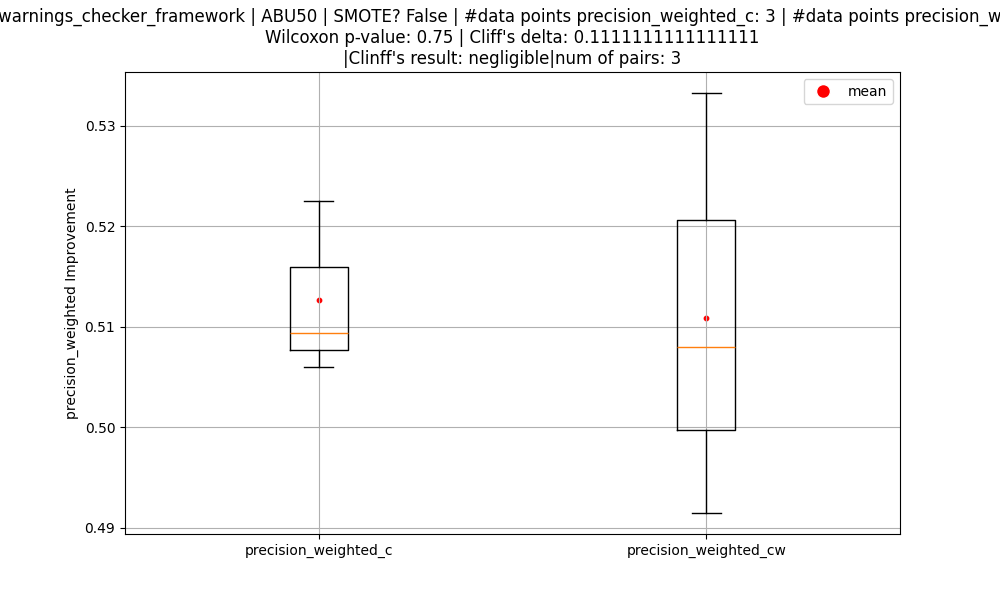 warnings_checker_framework | ABU50 | SMOTE? False | #data points precision_weighted_c: 3 | #data points
Wilcoxon p-value: 0.75 | Cliff's delta: 0.1111111111111111
|Clinff's result: negligible|num of pairs: 3
mean
0.53
0.52
0.51
0.50
0.49
precision_weighted Improvement
precision_weighted_c
precision_weighted_cw